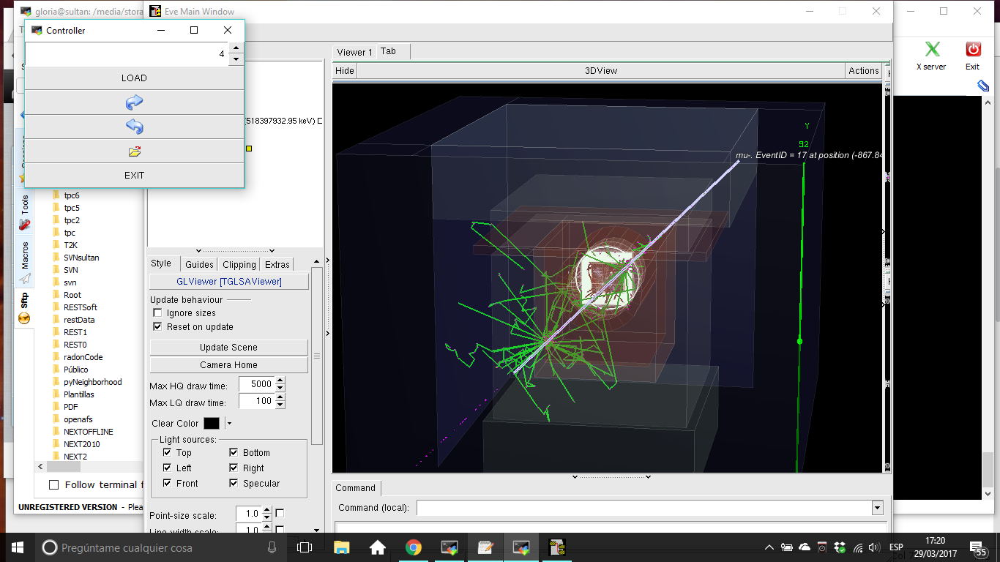 gloria@sultan: /media/stora
Eve Main Window
Controller
4
LOAD
EXIT
X server
Exit
Viewer 1
Tab
Hide
3DView
Actions
518397932.95 keV)
Y
92
mu-. EventID = 17 at position (-867.84
Tools
Macros
Sftp
tpc6
tpc5
tpc2
tpc
T2K
SVNsultan
SVN
svn
Root
RESTSoft
restData
REST1
REST0
radonCode
Público
pyNeighborhood
Plantillas
PDF
openafs
NEXTOFFLINE
NEXT2010
NEXT2
Follow terminal f
UNREGISTERED VERSION - Plea
Style
Guides
Clipping
Extras
GLViewer [TGLSAViewer]
Update behaviour
Ignore sizes
Reset on update
Update Scene
Camera Home
Max HQ draw time: 5000
Max LQ draw time: 100
Clear Color
Light sources:
Top
Bottom
Left
Right
Front
Specular
Point-size scale: 1.0
Line-width scale: 1.0
Command
Command (local):
Pregúntame cualquier cosa
ESP
17:20
29/03/2017
55